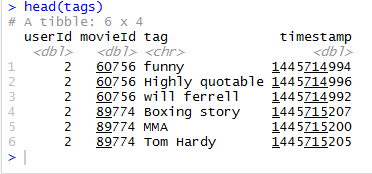 > head(tags)
# A tibble: 6 x 4
userId movieId tag timestamp
<dbl> <dbl> <chr> <dbl>
1 2 60756 funny 1445714994
2 2 60756 Highly quotable 1445714996
3 2 60756 will ferrell 1445714992
4 2 89774 Boxing story 1445715207
5 2 89774 MMA 1445715200
6 2 89774 Tom Hardy 1445715205
>